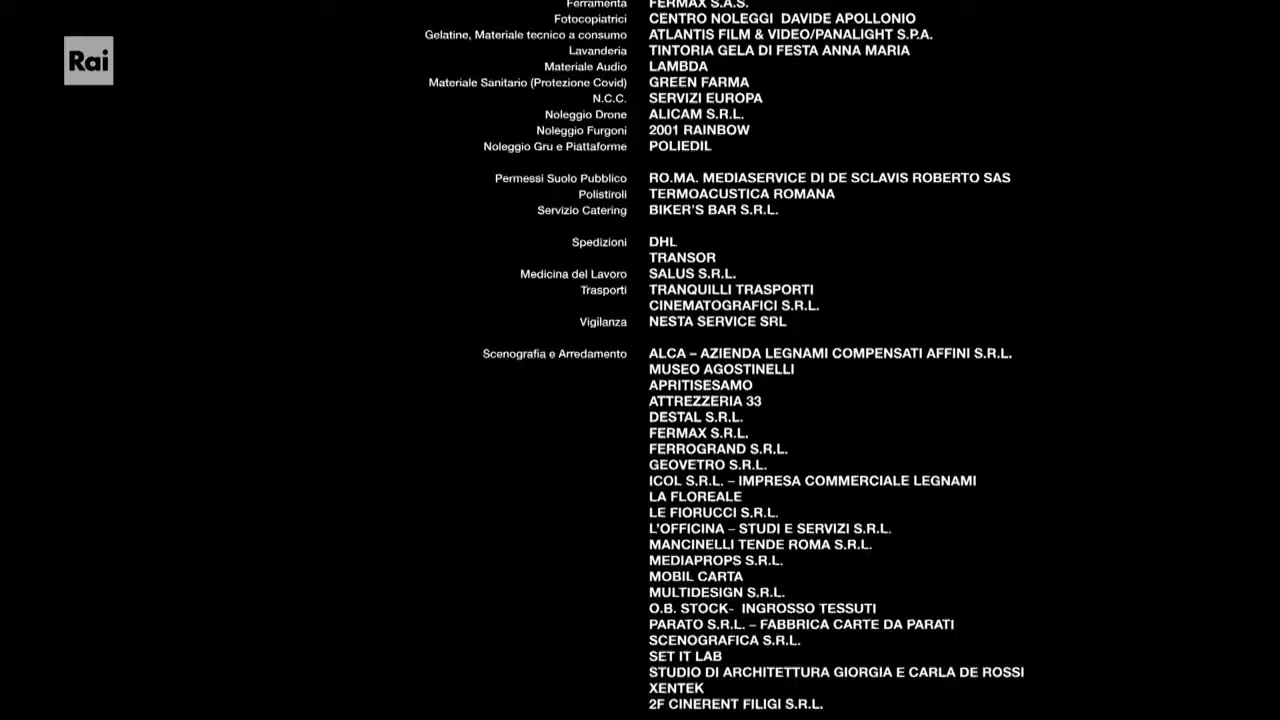 Rai
Ferramenta FERMAX S.A.S.
Fotocopiatrici CENTRO NOLEGGI DAVIDE APOLLONIO
Gelatine, Materiale tecnico a consumo ATLANTIS FILM & VIDEO/PANALIGHT S.P.A.
Lavanderia TINTORIA GELA DI FESTA ANNA MARIA
Materiale Audio LAMBDA
Materiale Sanitario (Protezione Covid) GREEN FARMA
N.C.C. SERVIZI EUROPA
Noleggio Drone ALICAM S.R.L.
Noleggio Furgoni 2001 RAINBOW
Noleggio Gru e Piattaforme POLIEDIL
Permessi Suolo Pubblico RO.MA. MEDIASERVICE DI DE SCLAVIS ROBERTO SAS
Polistiroli TERMOACUSTICA ROMANA
Servizio Catering BIKER'S BAR S.R.L.
Spedizioni DHL
TRANSOR
Medicina del Lavoro SALUS S.R.L.
Trasporti TRANQUILLI TRASPORTI
CINEMATOGRAFICI S.R.L.
Vigilanza NESTA SERVICE SRL
Scenografia e Arredamento ALCA – AZIENDA LEGNAMI COMPENSATI AFFINI S.R.L.
MUSEO AGOSTINELLI
APRITISESAMO
ATTREZZERIA 33
DESTAL S.R.L.
FERMAX S.R.L.
FERROGRAND S.R.L.
GEOVETRO S.R.L.
ICOL S.R.L. – IMPRESA COMMERCIALE LEGNAMI
LA FLOREALE
LE FIORUCCI S.R.L.
L'OFFICINA – STUDI E SERVIZI S.R.L.
MANCINELLI TENDE ROMA S.R.L.
MEDIAPROPS S.R.L.
MOBIL CARTA
MULTIDESIGN S.R.L.
O.B. STOCK- INGROSSO TESSUTI
PARATO S.R.L. – FABBRICA CARTE DA PARATI
SCENOGRAFICA S.R.L.
SET IT LAB
STUDIO DI ARCHITETTURA GIORGIA E CARLA DE ROSSI
XENTEK
2F CINERENT FILIGI S.R.L.